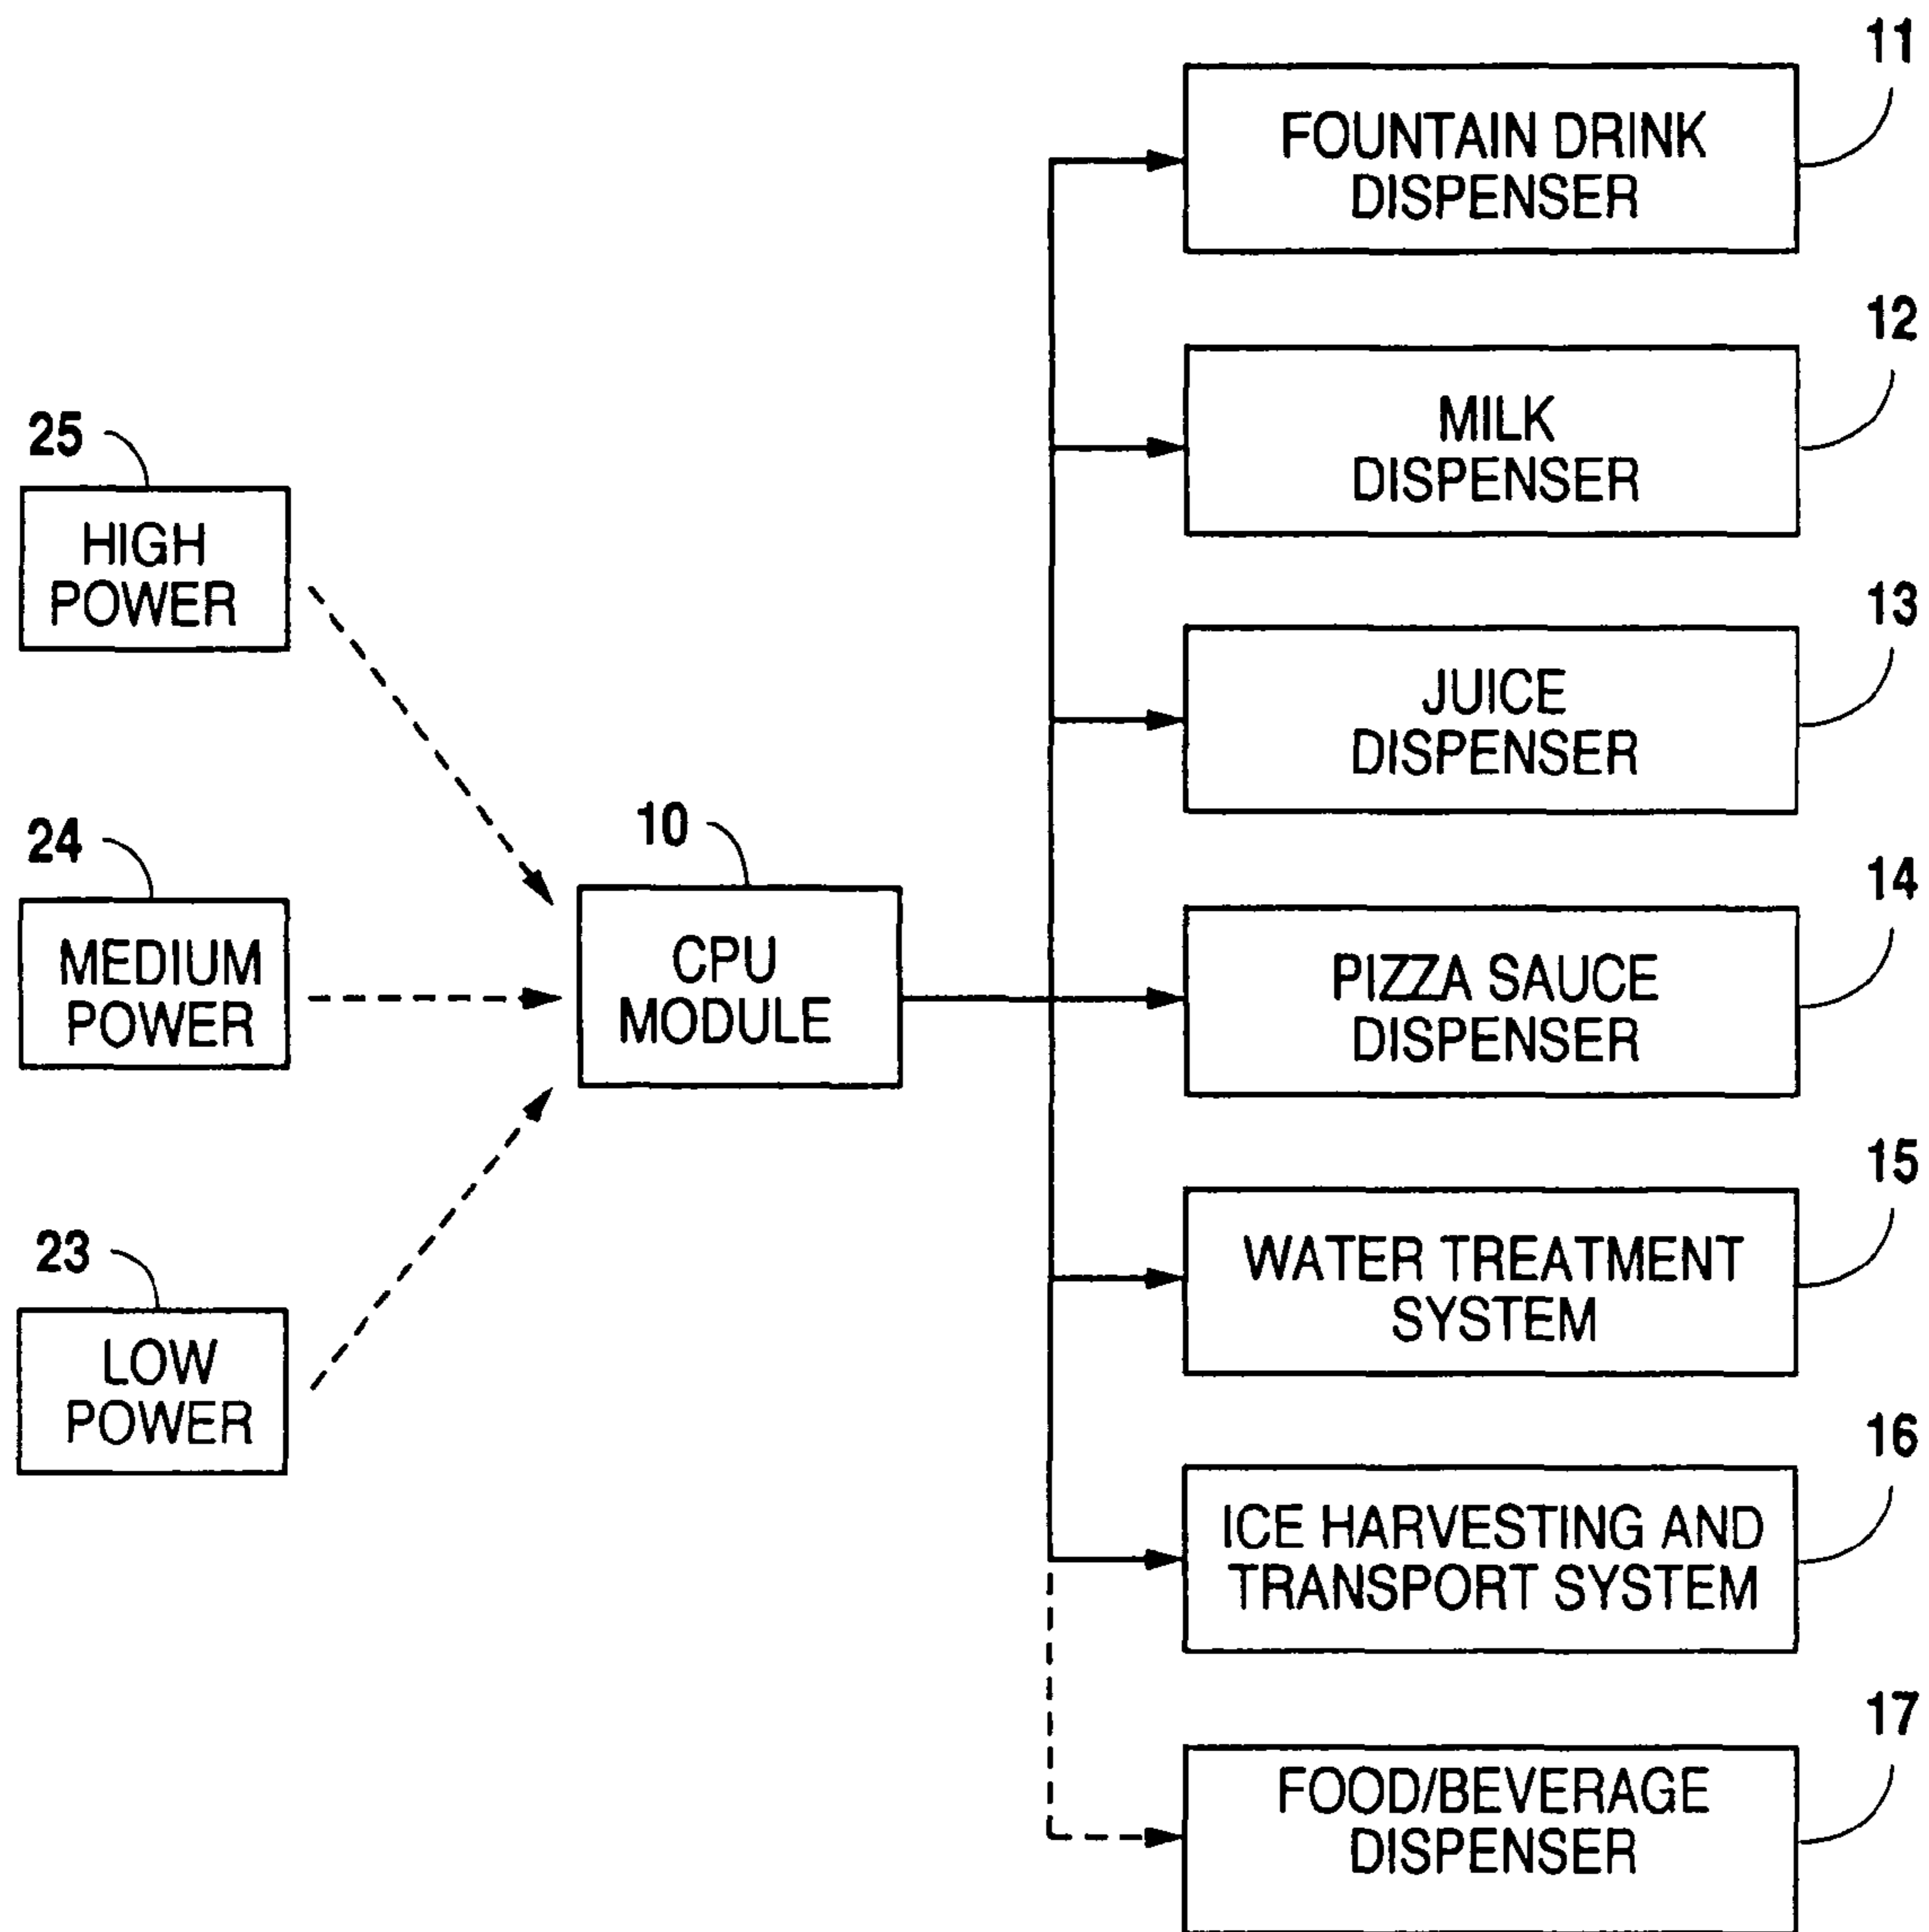 11
FOUNTAIN DRINK
DISPENSER
12
MILK
DISPENSER
25
HIGH
POWER
13
JUICE
DISPENSER
24
MEDIUM
POWER
10
CPU
MODULE
14
PIZZA SAUCE
DISPENSER
15
WATER TREATMENT
SYSTEM
23
LOW
POWER
16
ICE HARVESTING AND
TRANSPORT SYSTEM
17
FOOD/BEVERAGE
DISPENSER